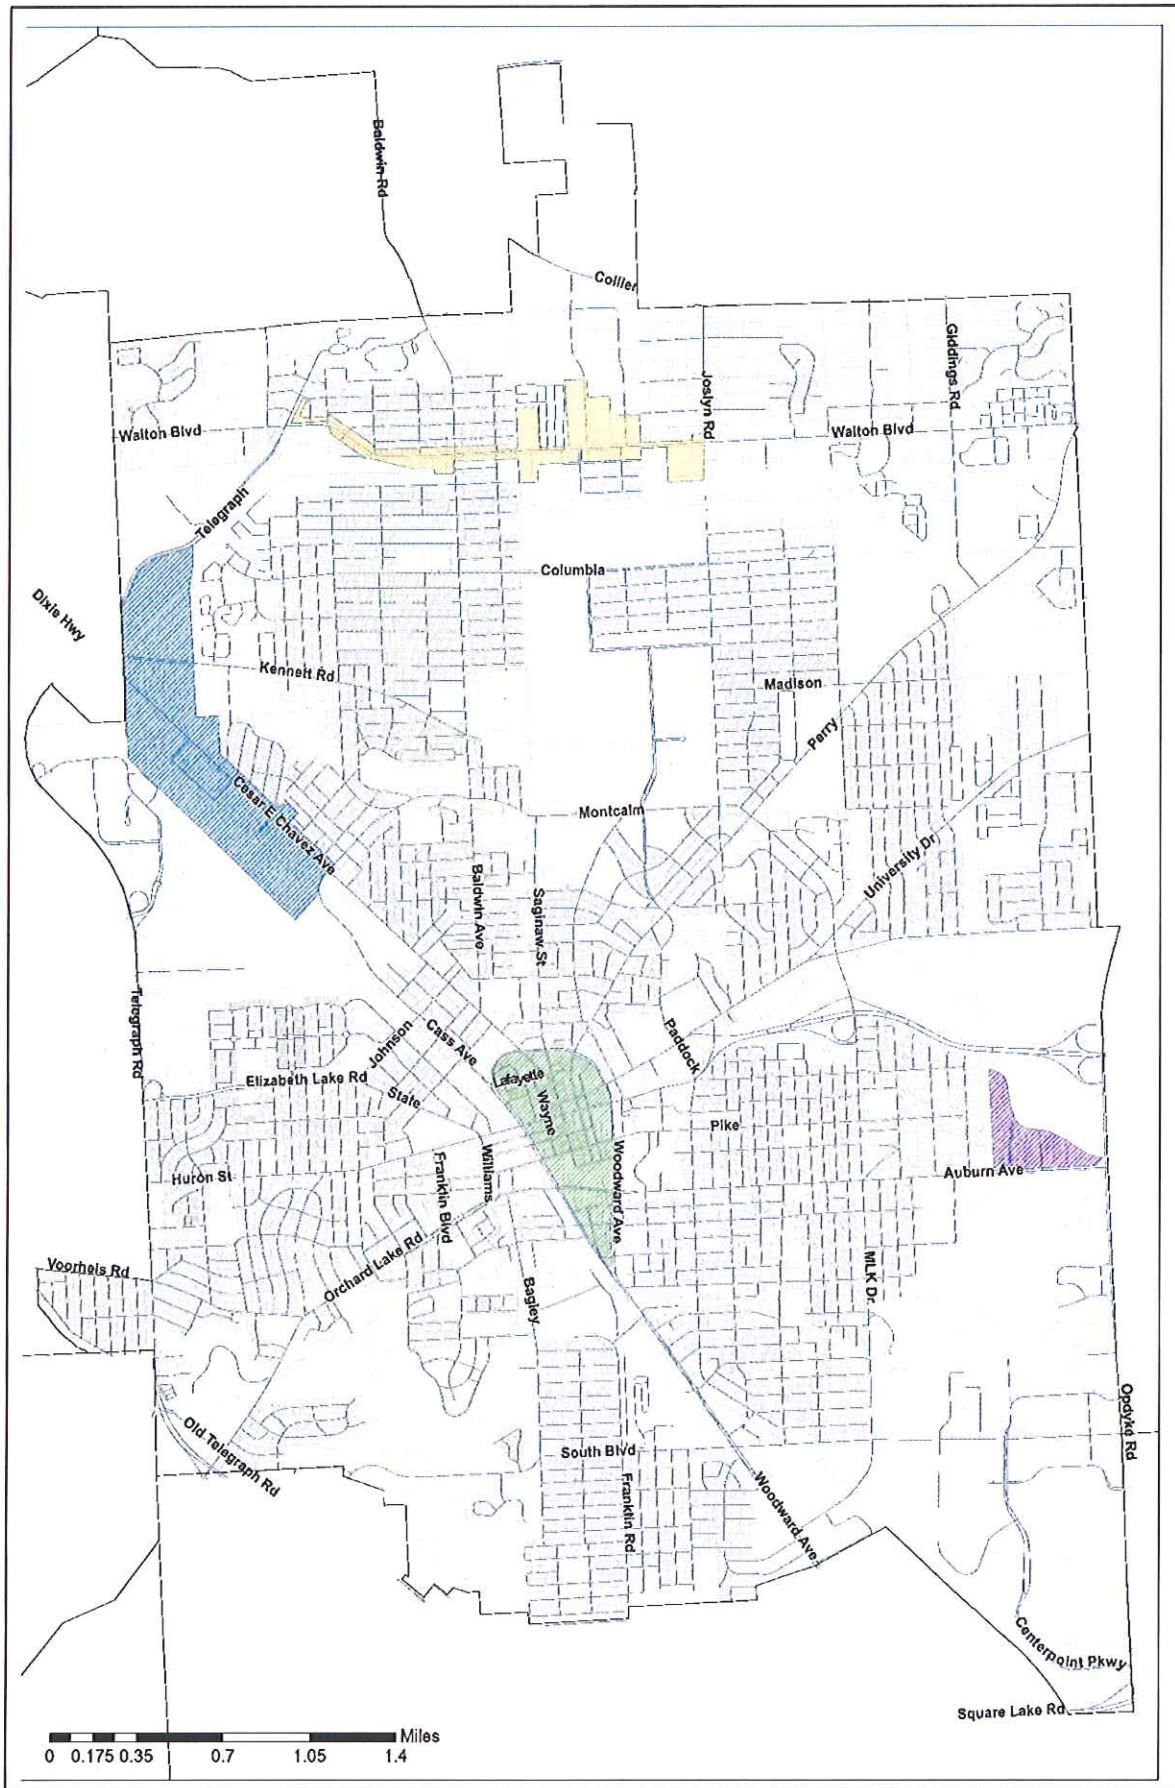 Baldwin Rd
Collier
Giddings Rd
Joslyn Rd
Walton Blvd
Walton Blvd
Telegraph
Columbia
Dixie Hwy
Kennett Rd
Madison
Perry
Cesar E Chavez Ave
Montcalm
University Dr
Baldwin Ave
Saginaw St
Telegraph Rd
Johnson
Cass Ave
Paddock
Elizabeth Lake Rd
State
Lafayette
Wayne
Pike
Huron St
Franklin Blvd
Williams
Woodward Ave
Auburn Ave
Voorheis Rd
Orchard Lake Rd
Bagley
MLK Dr
Old Telegraph Rd
South Blvd
Franklin Rd
Woodward Ave
Opdyke Rd
Centerpoint Pkwy
Square Lake Rd
Miles
0 0.175 0.35 0.7 1.05 1.4